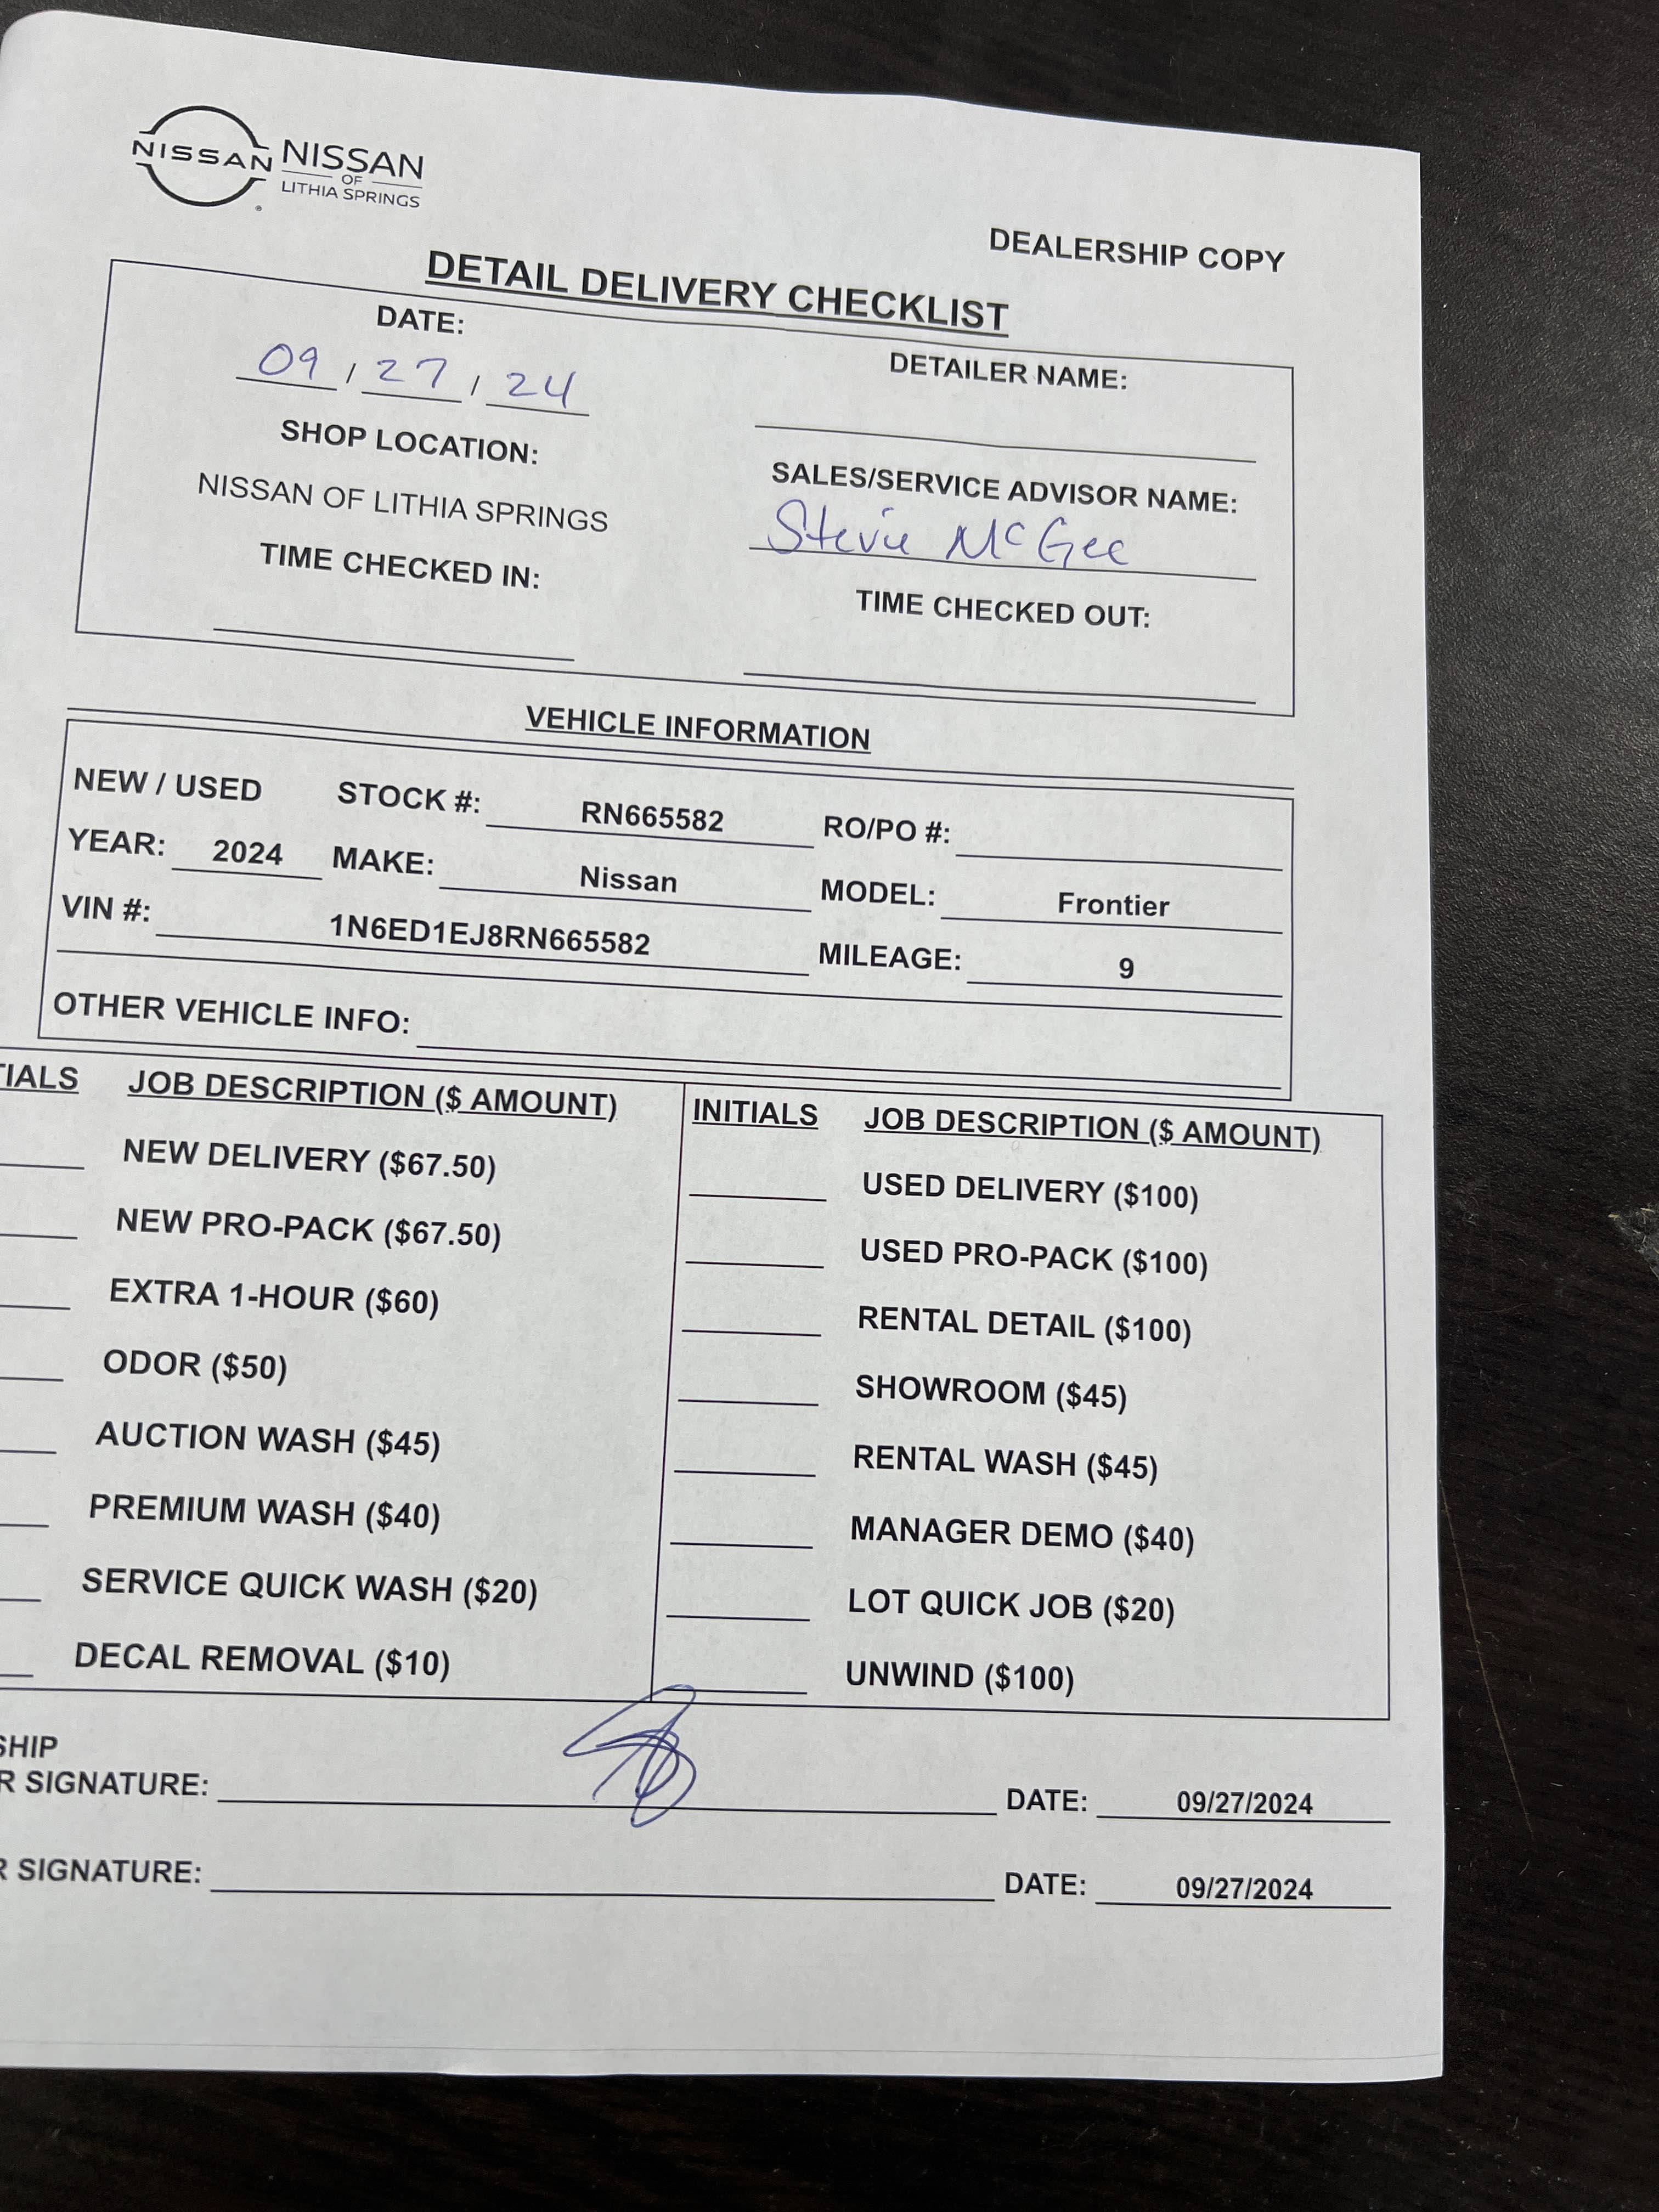 NISSAN NISSAN
OF
LITHIA SPRINGS
DEALERSHIP COPY
DETAIL DELIVERY CHECKLIST
DATE:
09 / 27 / 24
DETAILER NAME:
SHOP LOCATION:
NISSAN OF LITHIA SPRINGS
SALES/SERVICE ADVISOR NAME:
Stevie McGee
TIME CHECKED IN:
TIME CHECKED OUT:
VEHICLE INFORMATION
NEW / USED STOCK #: RN665582 RO/PO #:
YEAR: 2024 MAKE: Nissan MODEL: Frontier
VIN #: 1N6ED1EJ8RN665582 MILEAGE: 9
OTHER VEHICLE INFO:
TIALS JOB DESCRIPTION ($ AMOUNT) INITIALS JOB DESCRIPTION ($ AMOUNT)
NEW DELIVERY ($67.50) USED DELIVERY ($100)
NEW PRO-PACK ($67.50) USED PRO-PACK ($100)
EXTRA 1-HOUR ($60) RENTAL DETAIL ($100)
ODOR ($50) SHOWROOM ($45)
AUCTION WASH ($45) RENTAL WASH ($45)
PREMIUM WASH ($40) MANAGER DEMO ($40)
SERVICE QUICK WASH ($20) LOT QUICK JOB ($20)
DECAL REMOVAL ($10) UNWIND ($100)
SHIP
R SIGNATURE: DATE: 09/27/2024
R SIGNATURE: DATE: 09/27/2024